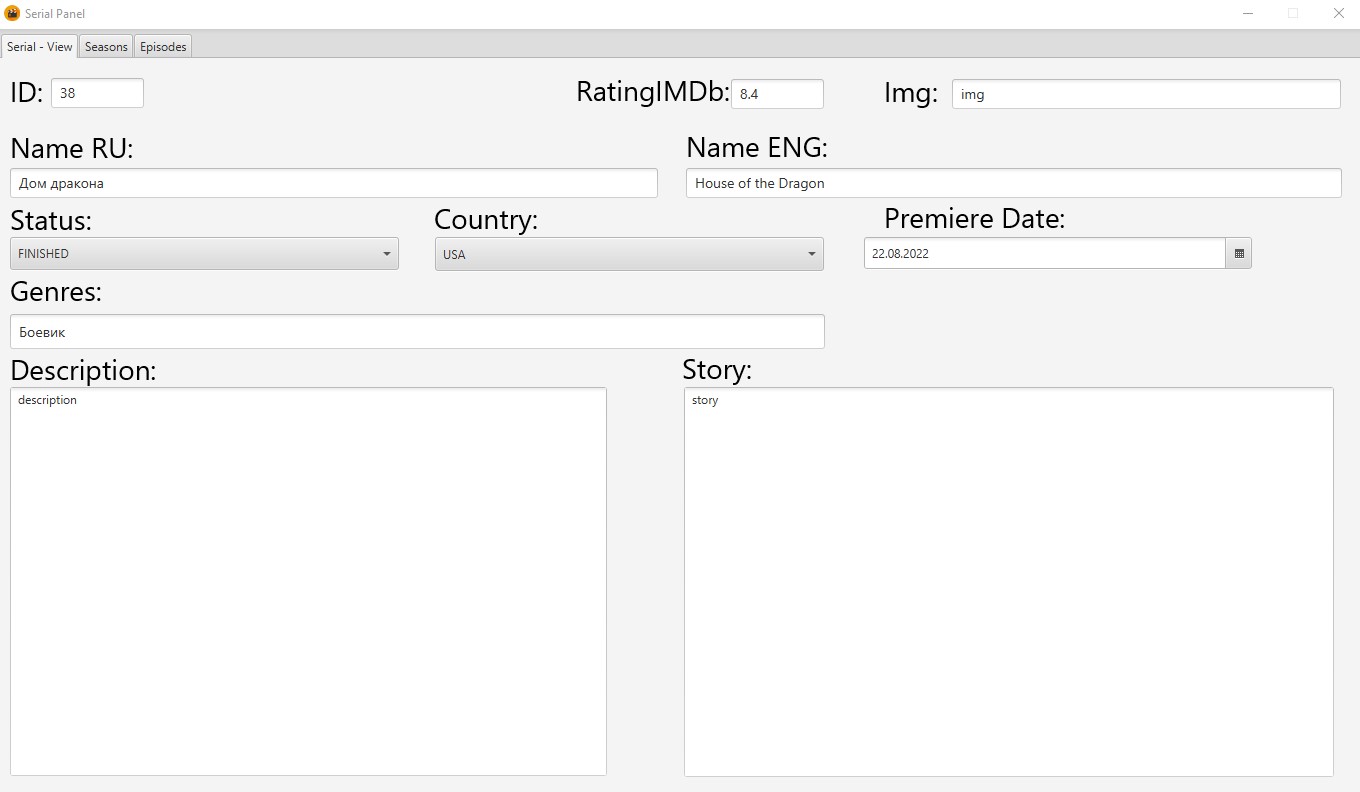 Serial Panel
Serial - View Seasons Episodes
ID: 38 RatingIMDb: 8.4 Img: img
Name RU: Name ENG:
Дом дракона House of the Dragon
Status: Country: Premiere Date:
FINISHED USA 22.08.2022
Genres:
Боевик
Description: Story:
description story